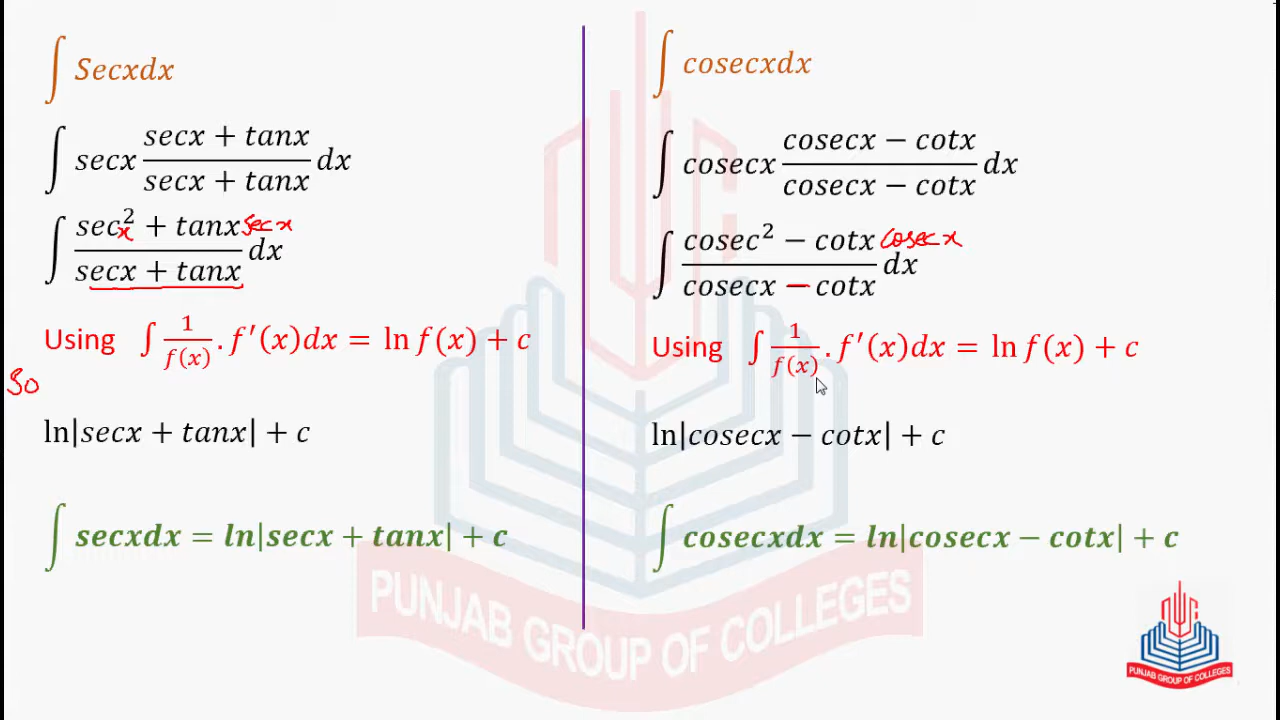 ∫ Secxdx
∫ secx (secx + tanx)/(secx + tanx) dx
∫ (sec²x + tanx secx)/(secx + tanx) dx
Using ∫ 1/f(x) . f′(x)dx = ln f(x) + c
So
ln|secx + tanx| + c
∫ secxdx = ln|secx + tanx| + c
∫ cosecxdx
∫ cosecx (cosecx − cotx)/(cosecx − cotx) dx
∫ (cosec² − cotx cosecx)/(cosecx − cotx) dx
Using ∫ 1/f(x) . f′(x)dx = ln f(x) + c
ln|cosecx − cotx| + c
∫ cosecxdx = ln|cosecx − cotx| + c
PUNJAB GROUP OF COLLEGES
PUNJAB GROUP OF COLLEGES